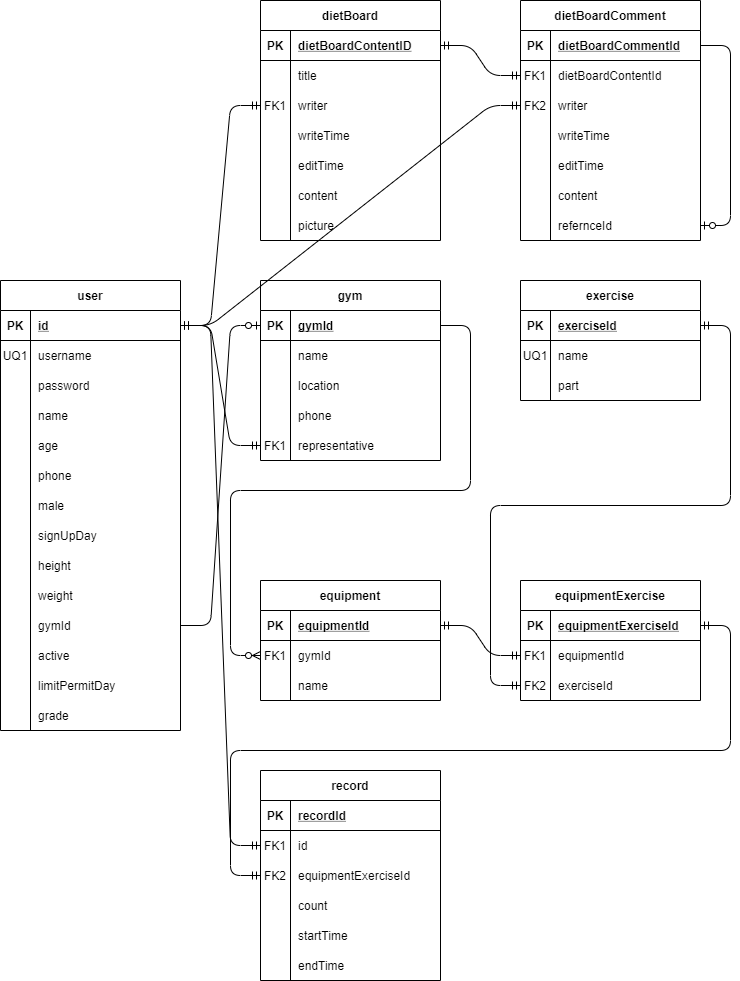 dietBoard
PK dietBoardContentID
title
FK1 writer
writeTime
editTime
content
picture
dietBoardComment
PK dietBoardCommentId
FK1 dietBoardContentId
FK2 writer
writeTime
editTime
content
refernceId
user
PK id
UQ1 username
password
name
age
phone
male
signUpDay
height
weight
gymId
active
limitPermitDay
grade
gym
PK gymId
name
location
phone
FK1 representative
exercise
PK exerciseId
UQ1 name
part
equipment
PK equipmentId
FK1 gymId
name
equipmentExercise
PK equipmentExerciseId
FK1 equipmentId
FK2 exerciseId
record
PK recordId
FK1 id
FK2 equipmentExerciseId
count
startTime
endTime